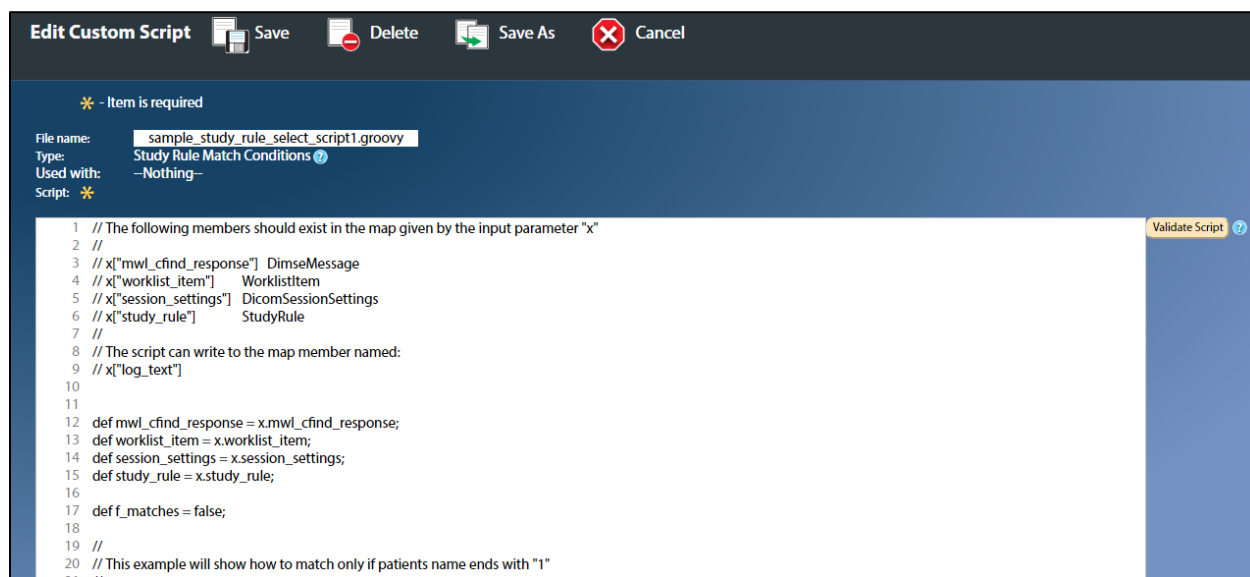 Edit Custom Script Save Delete Save As Cancel
* - Item is required
File name: sample_study_rule_select_script1.groovy
Type: Study Rule Match Conditions ?
Used with: --Nothing--
Script: *
Validate Script ?
1 // The following members should exist in the map given by the input parameter "x"
2 //
3 // x["mwl_cfind_response"] DimseMessage
4 // x["worklist_item"] WorklistItem
5 // x["session_settings"] DicomSessionSettings
6 // x["study_rule"] StudyRule
7 //
8 // The script can write to the map member named:
9 // x["log_text"]
10
11
12 def mwl_cfind_response = x.mwl_cfind_response;
13 def worklist_item = x.worklist_item;
14 def session_settings = x.session_settings;
15 def study_rule = x.study_rule;
16
17 def f_matches = false;
18
19 //
20 // This example will show how to match only if patients name ends with "1"